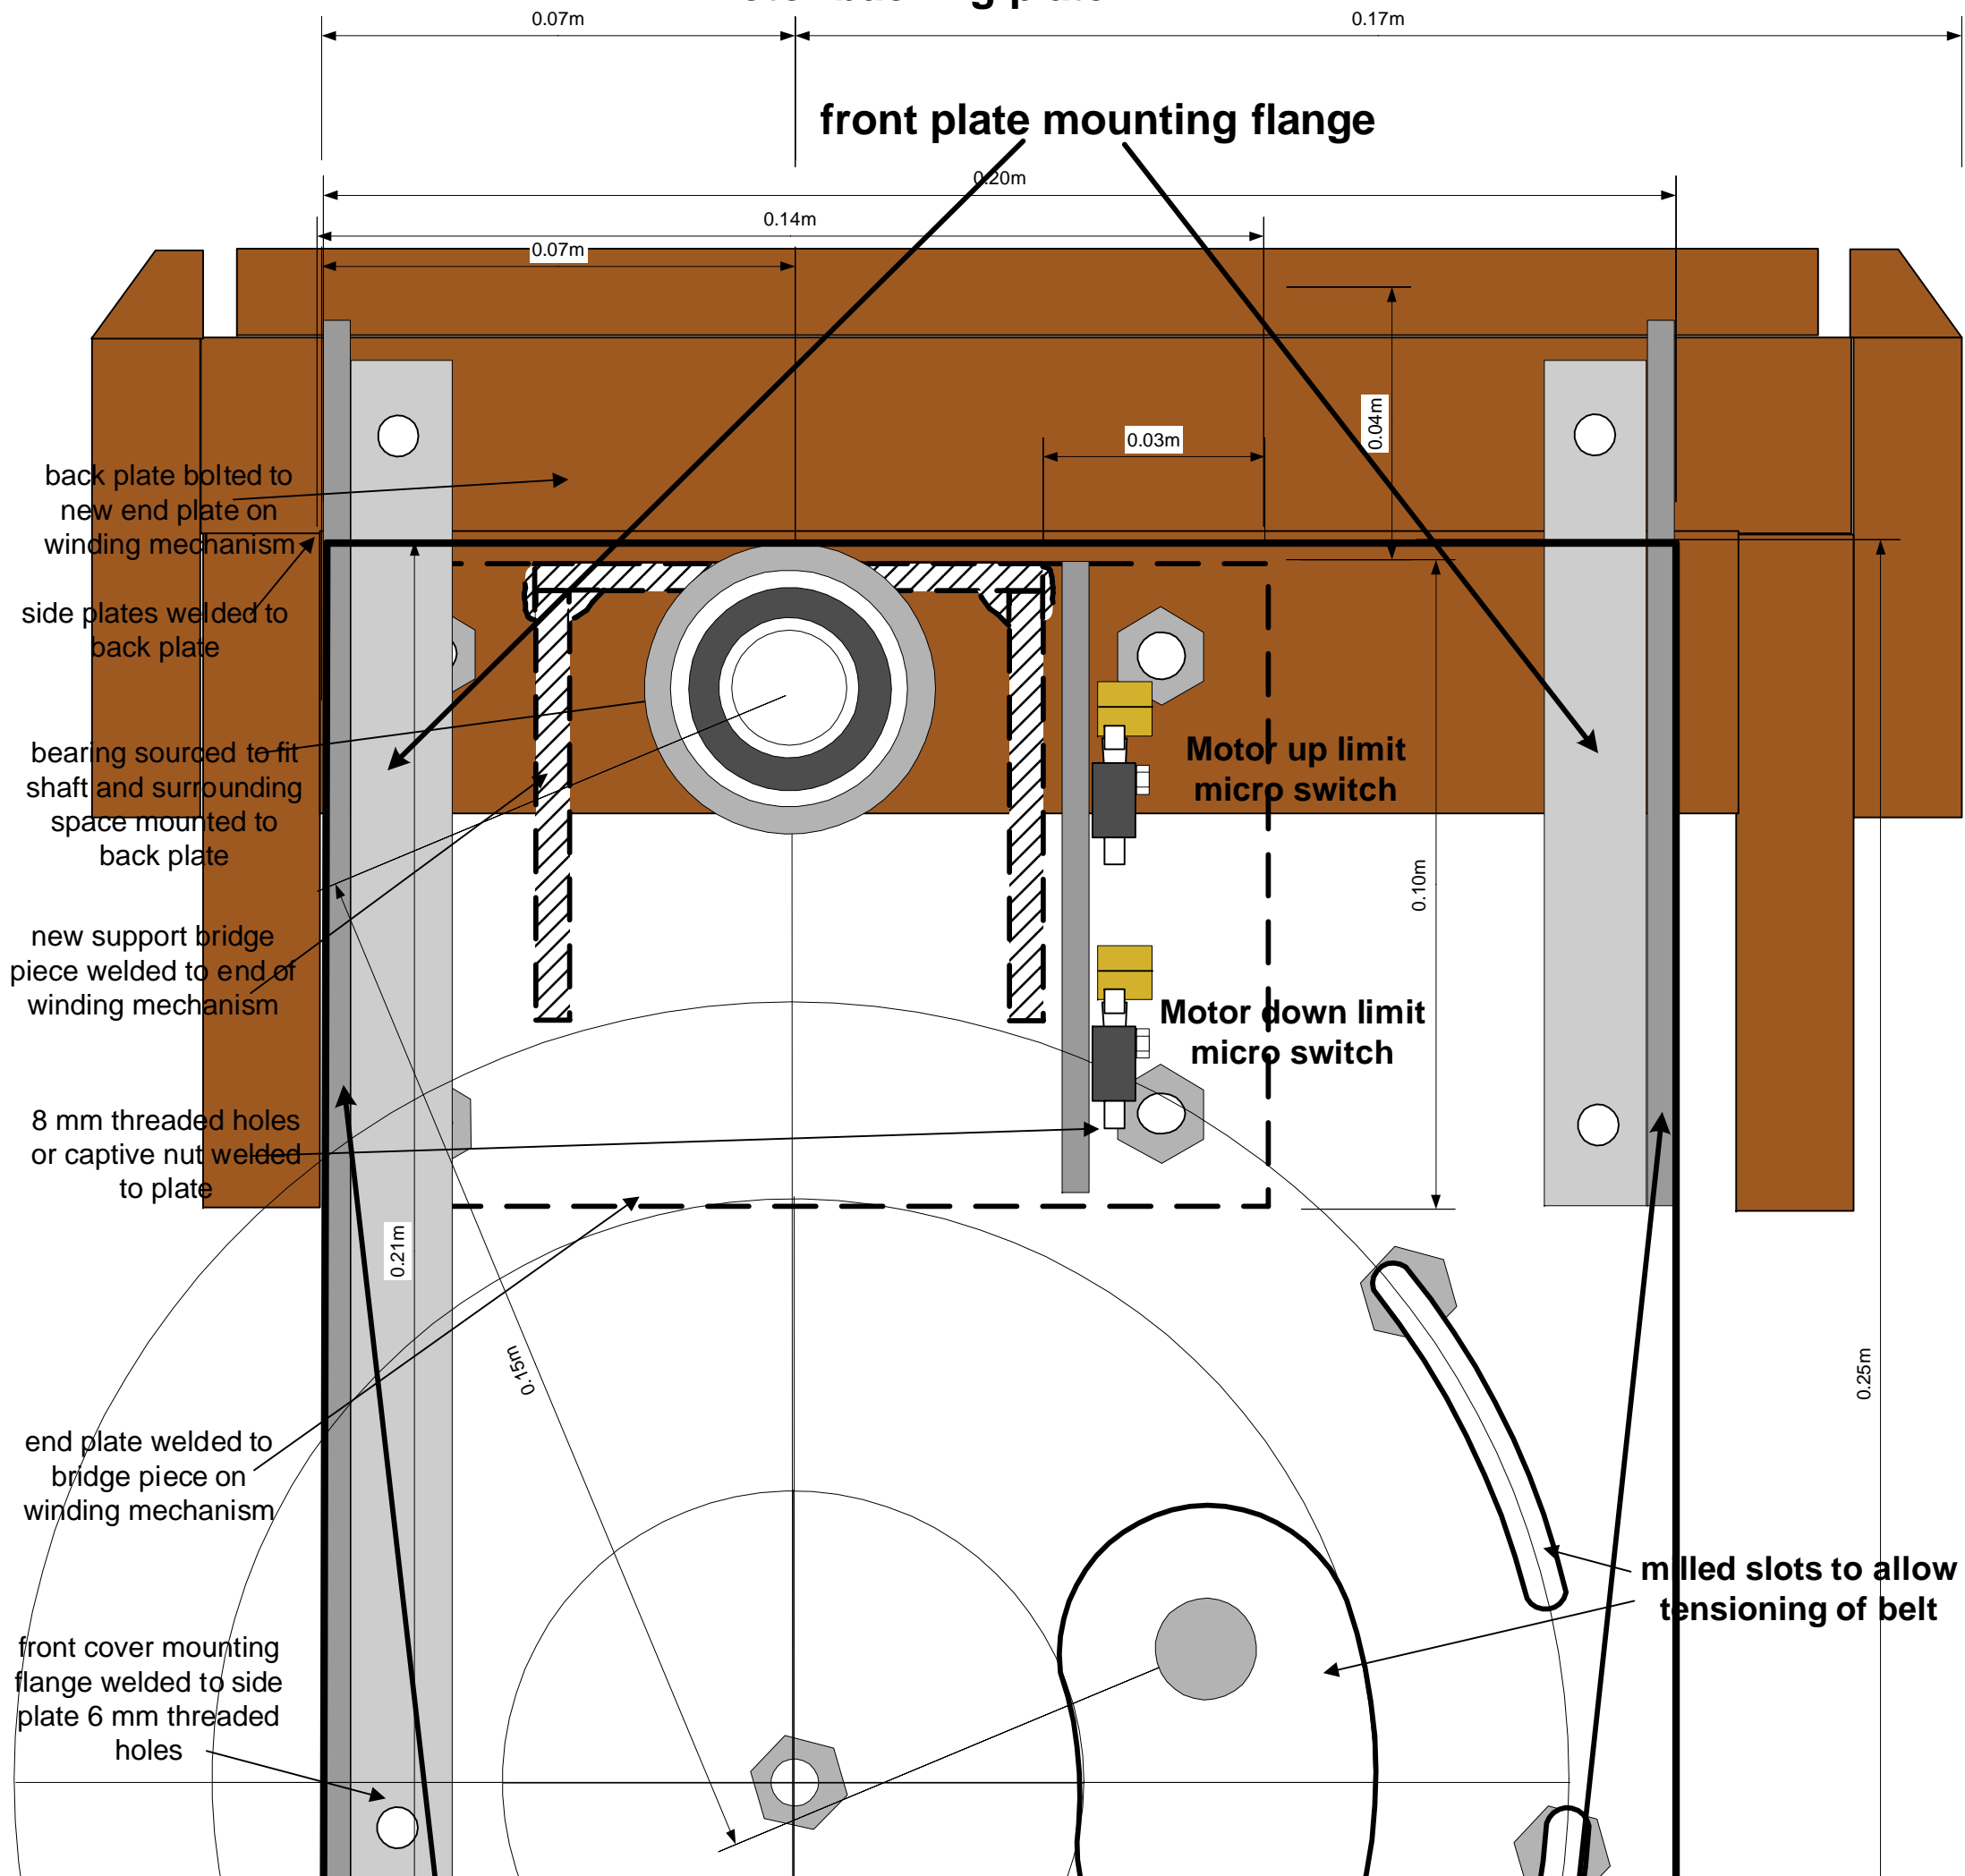 plate
0.07m
0.17m
front plate mounting flange
0.20m
0.14m
0.07m
0.04m
0.03m
back plate bolted to
new end plate on
winding mechanism
side plates welded to
back plate
bearing sourced to fit
shaft and surrounding
space mounted to
back plate
Motor up limit
micro switch
0.10m
new support bridge
piece welded to end of
winding mechanism
Motor down limit
micro switch
8 mm threaded holes
or captive nut welded
to plate
0.21m
0.15m
0.25m
end plate welded to
bridge piece on
winding mechanism
milled slots to allow
tensioning of belt
front cover mounting
flange welded to side
plate 6 mm threaded
holes